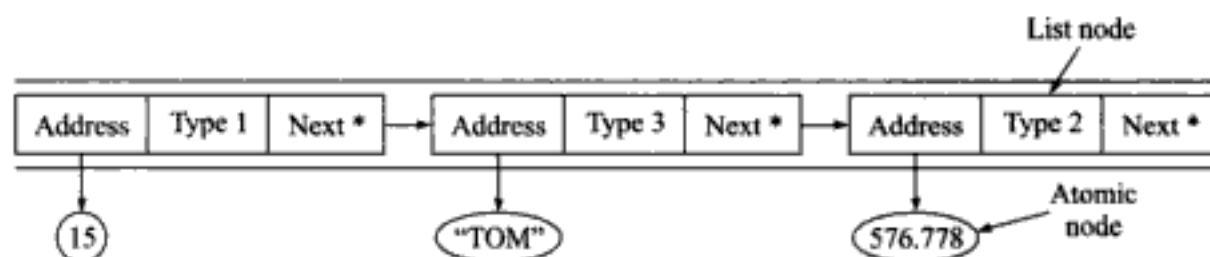 List node
Address Type 1 Next * Address Type 3 Next * Address Type 2 Next *
Atomic
node
15 “TOM” 576.778